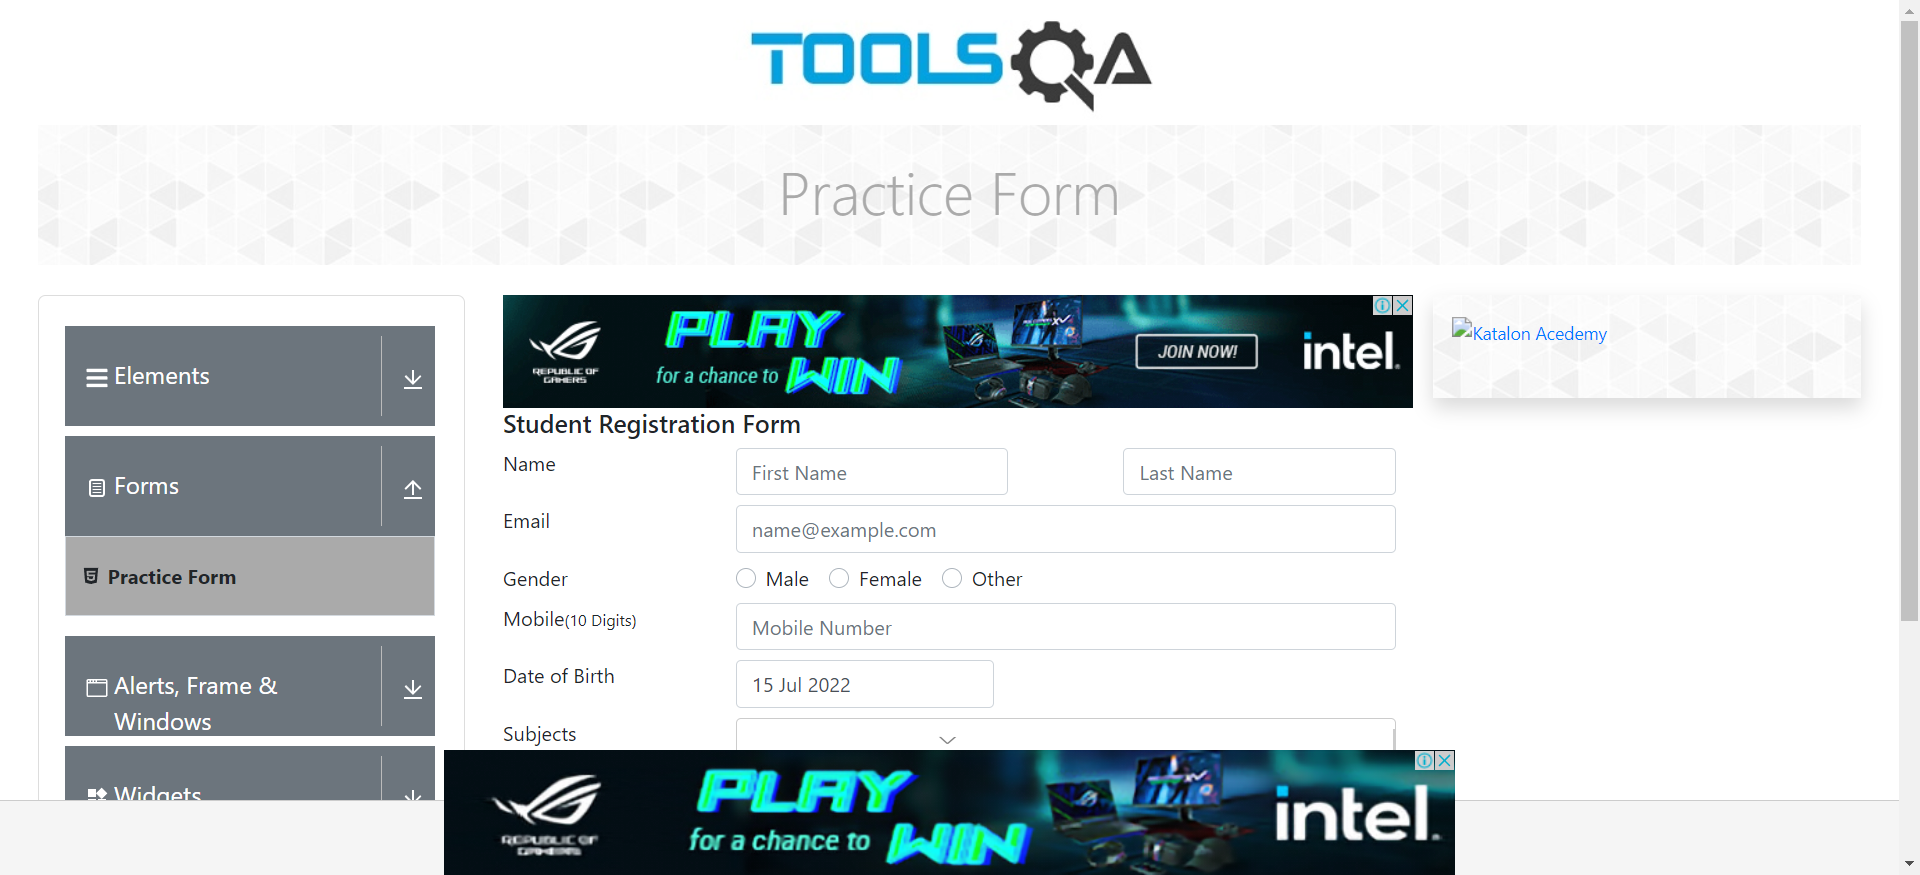 TOOLSQA
Practice Form
Elements
Forms
Practice Form
Alerts, Frame &
Windows
Widgets
REPUBLIC OF
GAMERS
PLAY
for a chance to WIN
JOIN NOW!
intel.
Katalon Acedemy
Student Registration Form
Name
First Name
Last Name
Email
name@example.com
Gender
Male
Female
Other
Mobile(10 Digits)
Mobile Number
Date of Birth
15 Jul 2022
Subjects
REPUBLIC OF
GAMERS
PLAY
for a chance to WIN
intel.